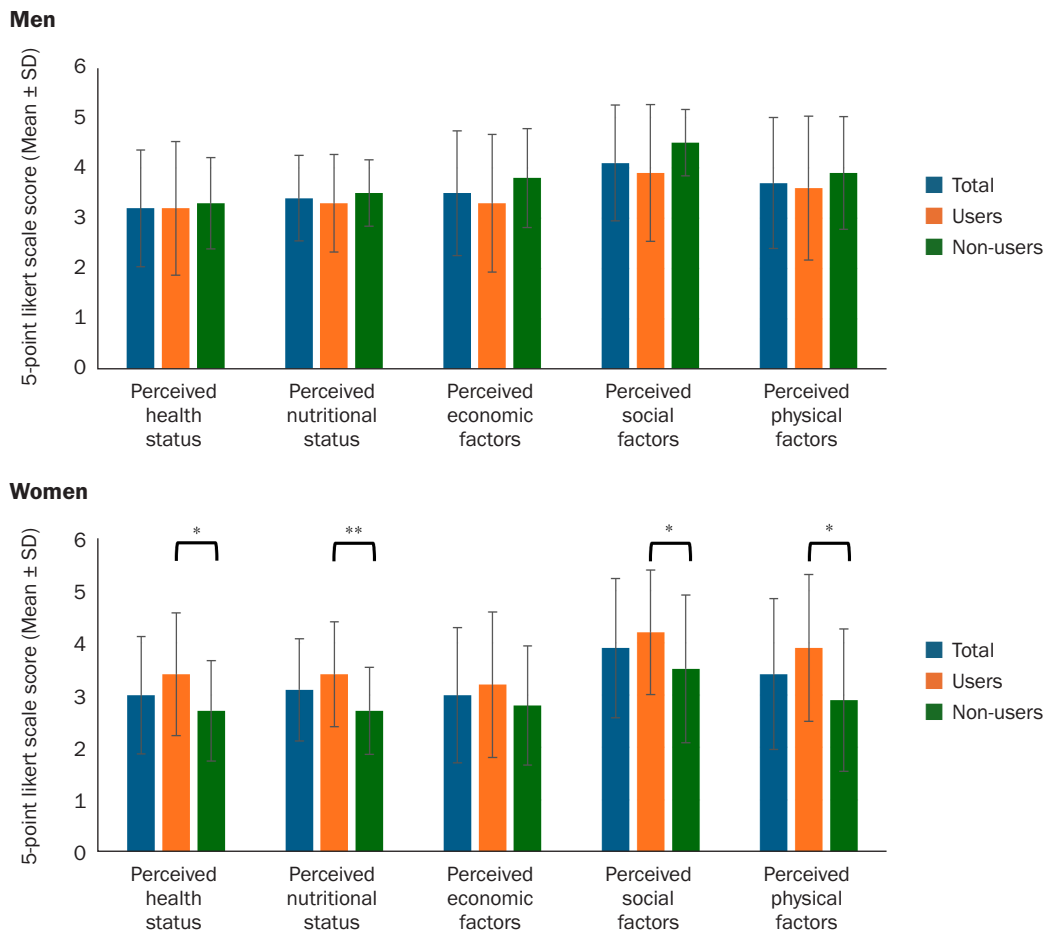 Men
5-point likert scale score (Mean ± SD)
6
5
4
3
2
1
0
Perceived
health
status
Perceived
nutritional
status
Perceived
economic
factors
Perceived
social
factors
Perceived
physical
factors
Total
Users
Non-users
Women
5-point likert scale score (Mean ± SD)
6
5
4
3
2
1
0
*
**
*
*
Perceived
health
status
Perceived
nutritional
status
Perceived
economic
factors
Perceived
social
factors
Perceived
physical
factors
Total
Users
Non-users